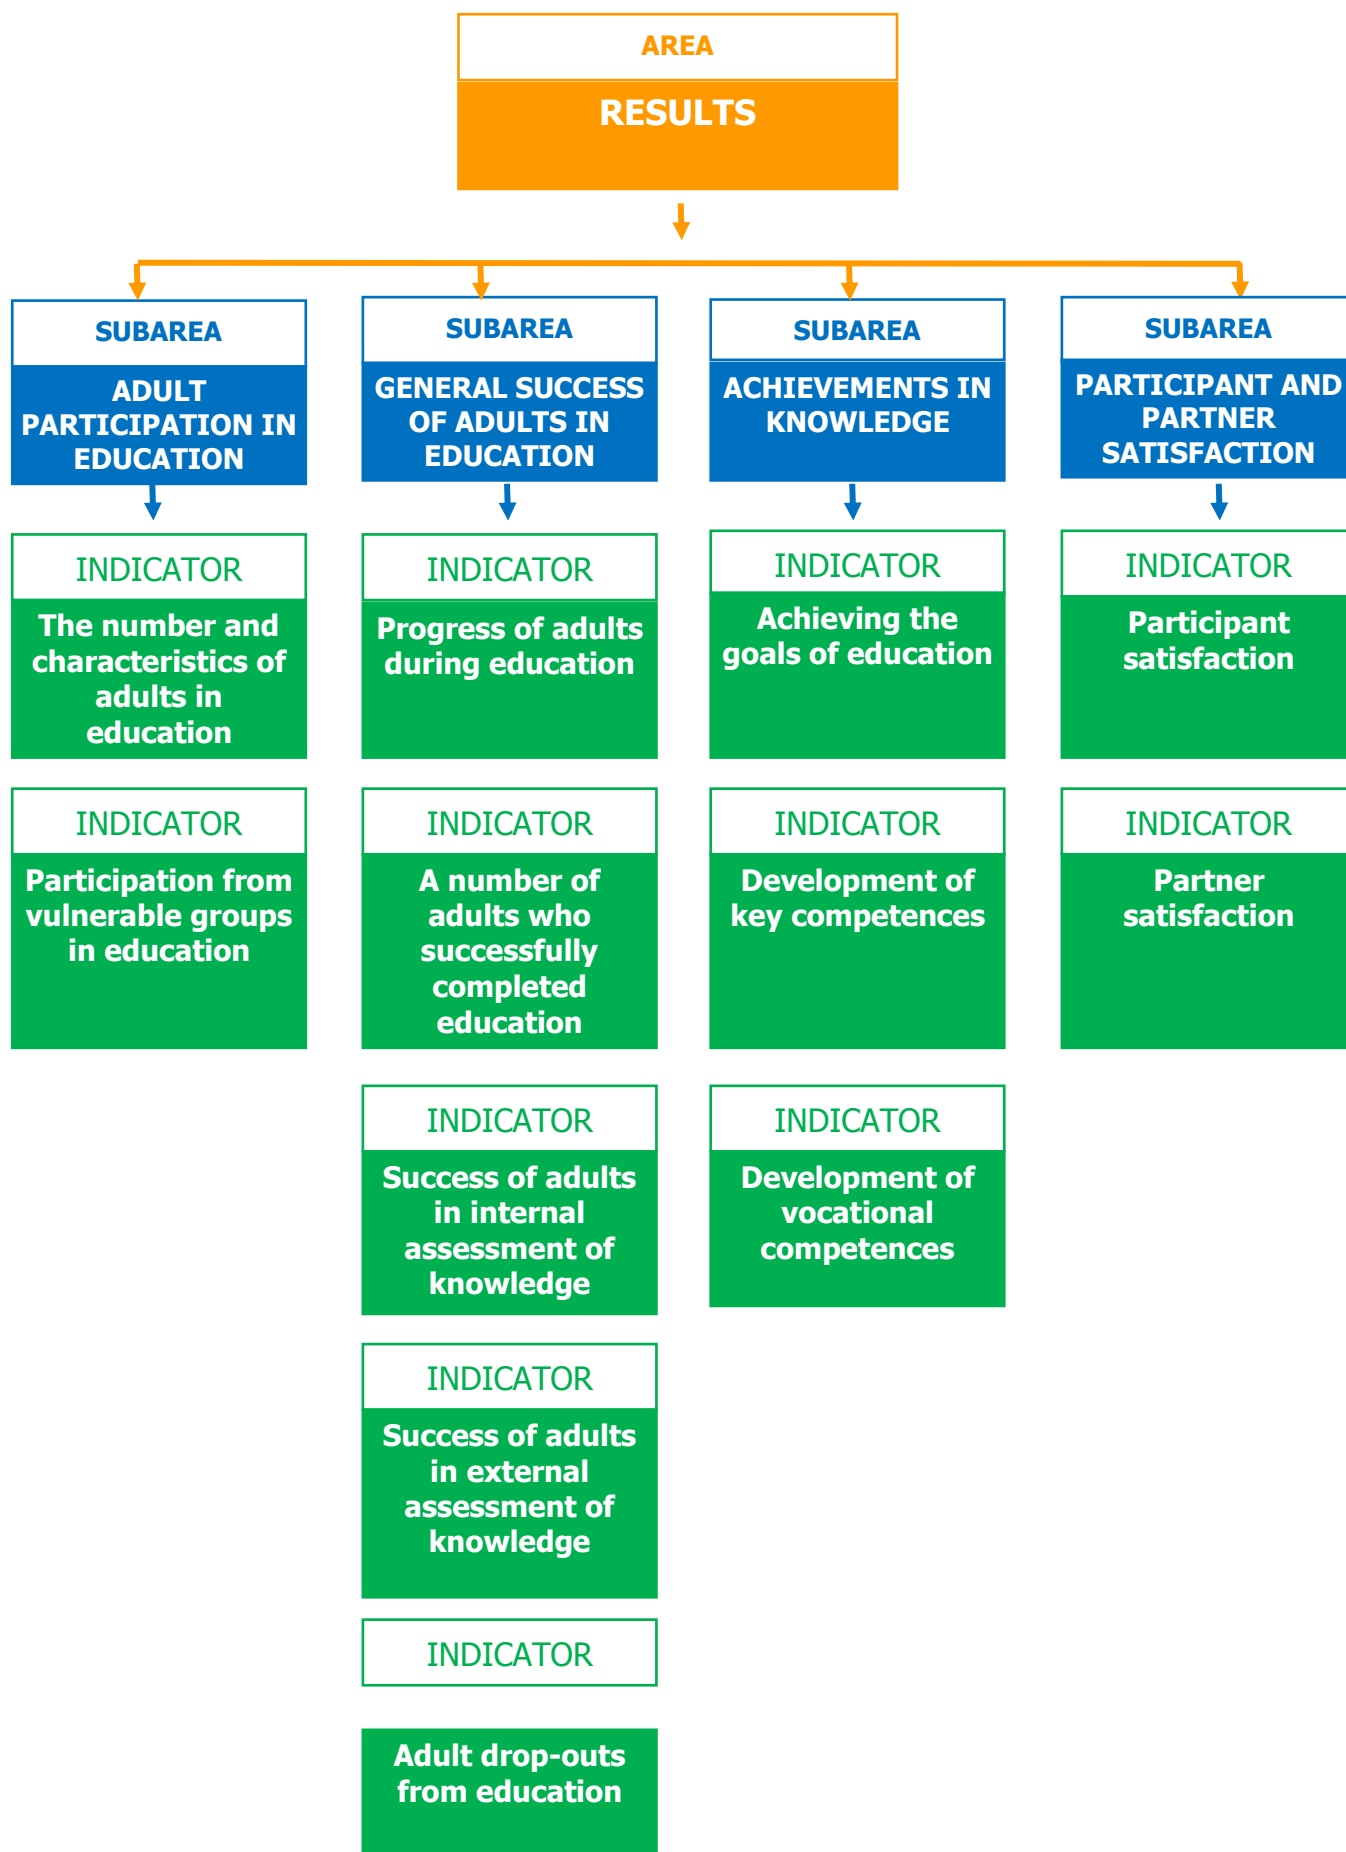 AREA
RESULTS
SUBAREA
ADULT
PARTICIPATION IN
EDUCATION
INDICATOR
The number and
characteristics of
adults in
education
INDICATOR
Participation from
vulnerable groups
in education
SUBAREA
GENERAL SUCCESS
OF ADULTS IN
EDUCATION
INDICATOR
Progress of adults
during education
INDICATOR
A number of
adults who
successfully
completed
education
INDICATOR
Success of adults
in internal
assessment of
knowledge
INDICATOR
Success of adults
in external
assessment of
knowledge
INDICATOR
Adult drop-outs
from education
SUBAREA
ACHIEVEMENTS IN
KNOWLEDGE
INDICATOR
Achieving the
goals of education
INDICATOR
Development of
key competences
INDICATOR
Development of
vocational
competences
SUBAREA
PARTICIPANT AND
PARTNER
SATISFACTION
INDICATOR
Participant
satisfaction
INDICATOR
Partner
satisfaction